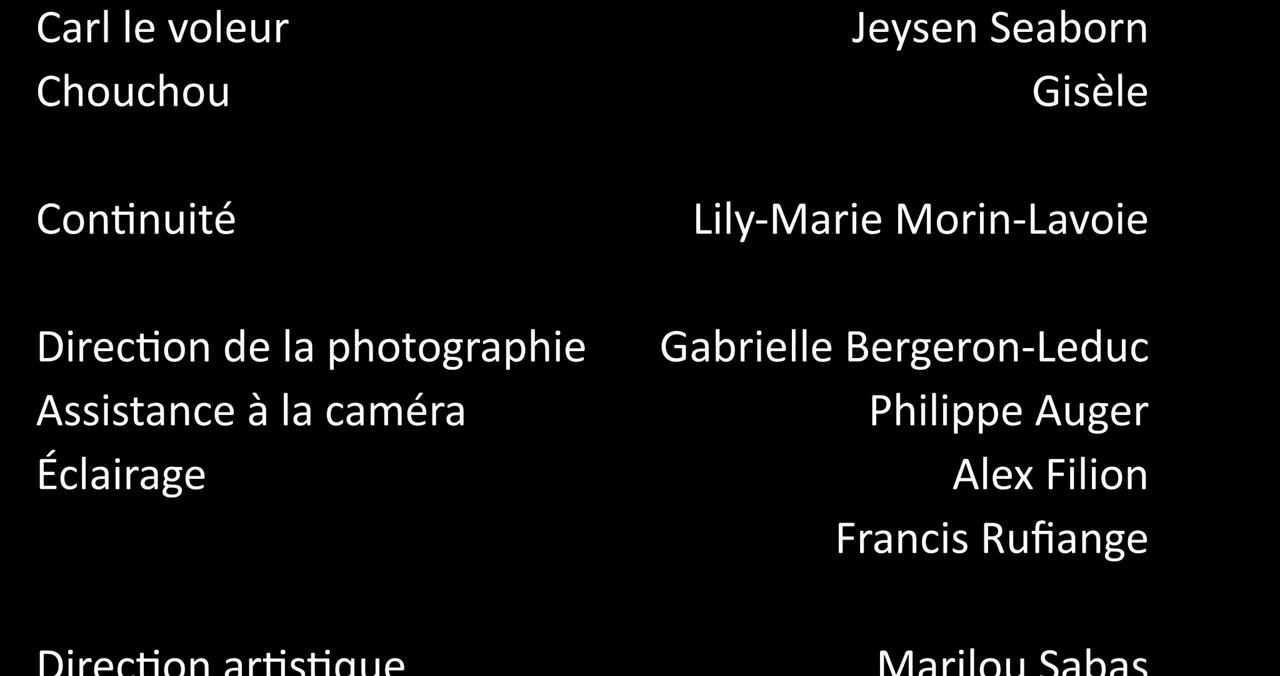 Carl le voleur Jeysen Seaborn
Chouchou Gisèle
Continuité Lily-Marie Morin-Lavoie
Direction de la photographie Gabrielle Bergeron-Leduc
Assistance à la caméra Philippe Auger
Éclairage Alex Filion
Francis Rufiange
Direction artistique Marilou Sabas